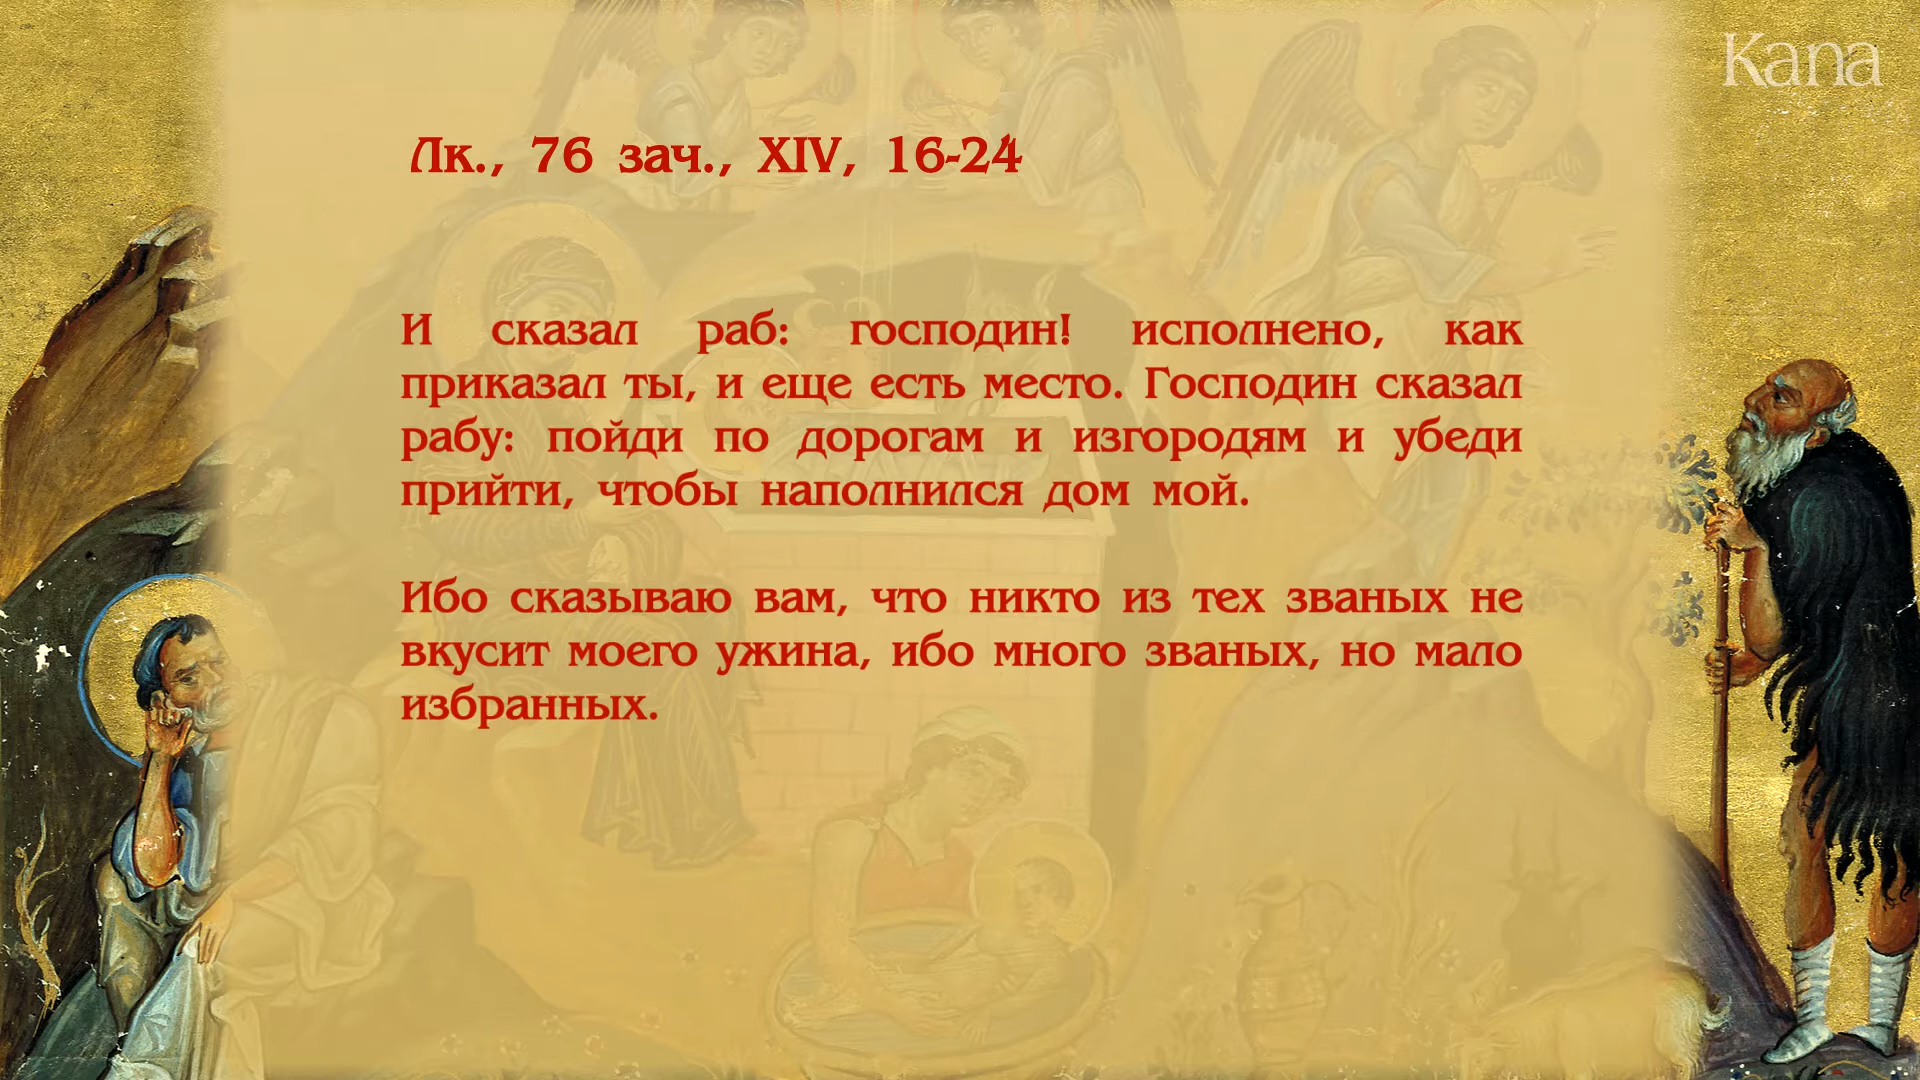 Kana
Лк., 76 зач., XIV, 16-24
И сказал раб: господин! исполнено, как
приказал ты, и еще есть место. Господин сказал
рабу: пойди по дорогам и изгородям и убеди
прийти, чтобы наполнился дом мой.
Ибо сказываю вам, что никто из тех званых не
вкусит моего ужина, ибо много званых, но мало
избранных.